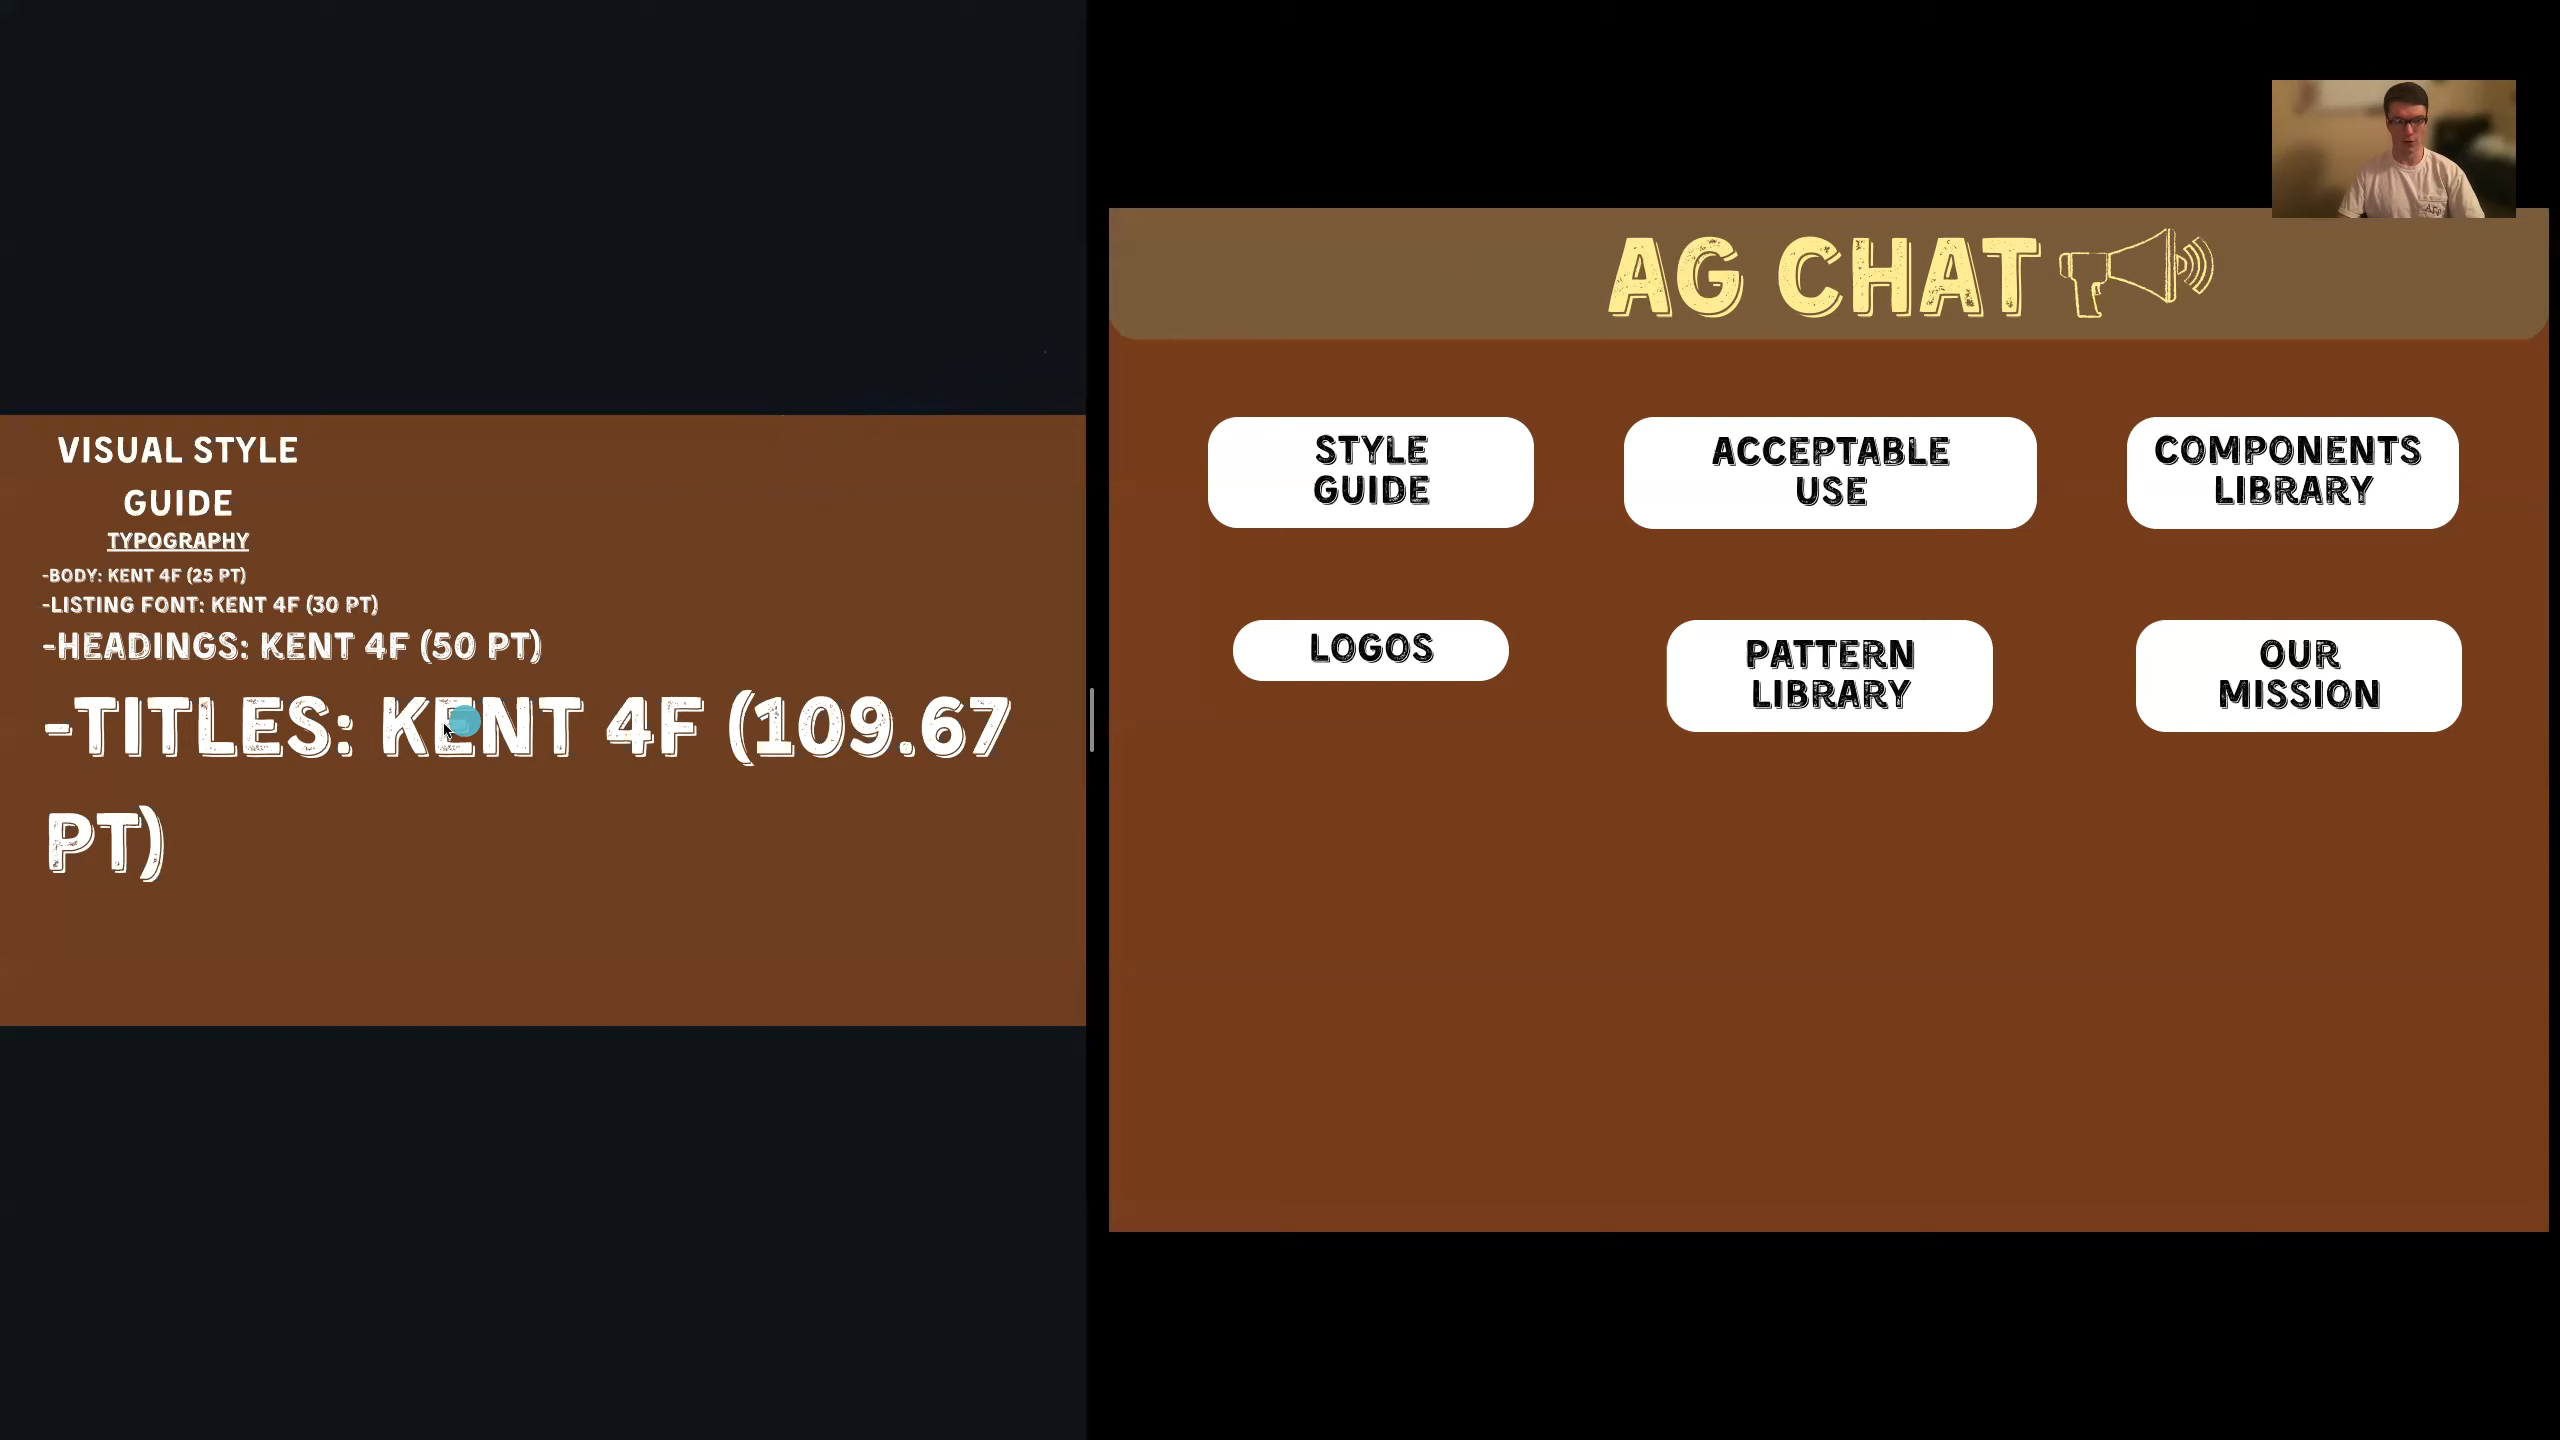 VISUAL STYLE
GUIDE
TYPOGRAPHY
-BODY: KENT 4F (25 PT)
-LISTING FONT: KENT 4F (30 PT)
-HEADINGS: KENT 4F (50 PT)
-TITLES: KENT 4F (109.67
PT)
AG CHAT
STYLE
GUIDE
ACCEPTABLE
USE
COMPONENTS
LIBRARY
LOGOS
PATTERN
LIBRARY
OUR
MISSION